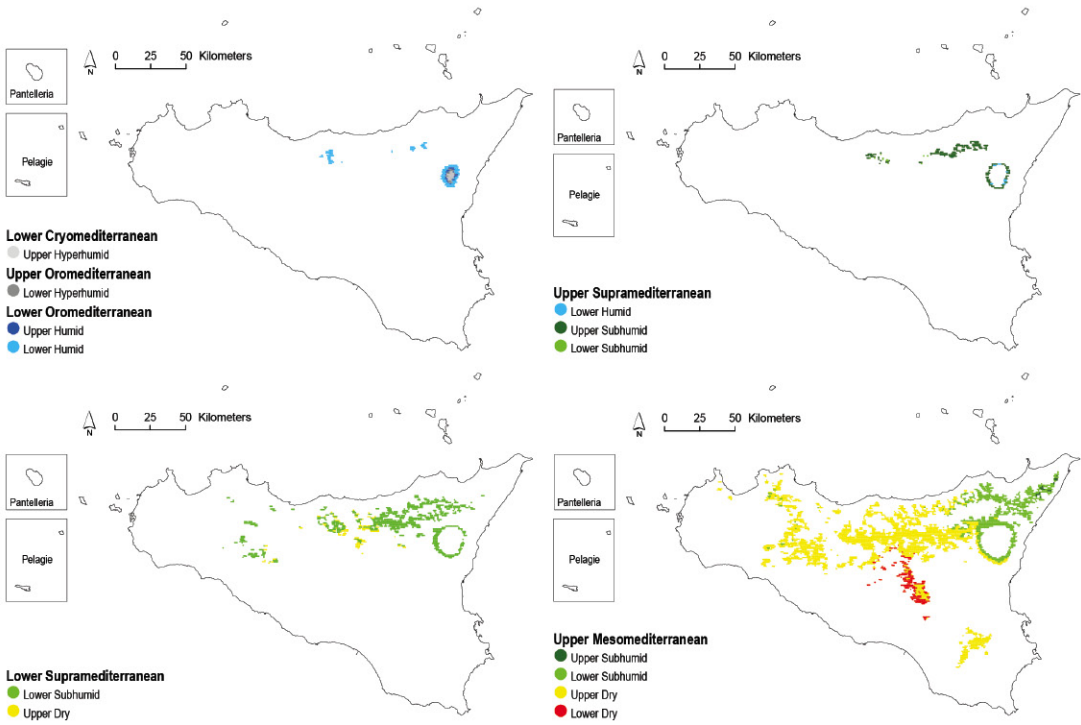 0 25 50 Kilometers
N
Pantelleria
Pelagie
Lower Cryomediterranean
Upper Hyperhumid
Upper Oromediterranean
Lower Hyperhumid
Lower Oromediterranean
Upper Humid
Lower Humid
0 25 50 Kilometers
N
Pantelleria
Pelagie
Upper Supramediterranean
Lower Humid
Upper Subhumid
Lower Subhumid
0 25 50 Kilometers
N
Pantelleria
Pelagie
Lower Supramediterranean
Lower Subhumid
Upper Dry
0 25 50 Kilometers
N
Pantelleria
Pelagie
Upper Mesomediterranean
Upper Subhumid
Lower Subhumid
Upper Dry
Lower Dry